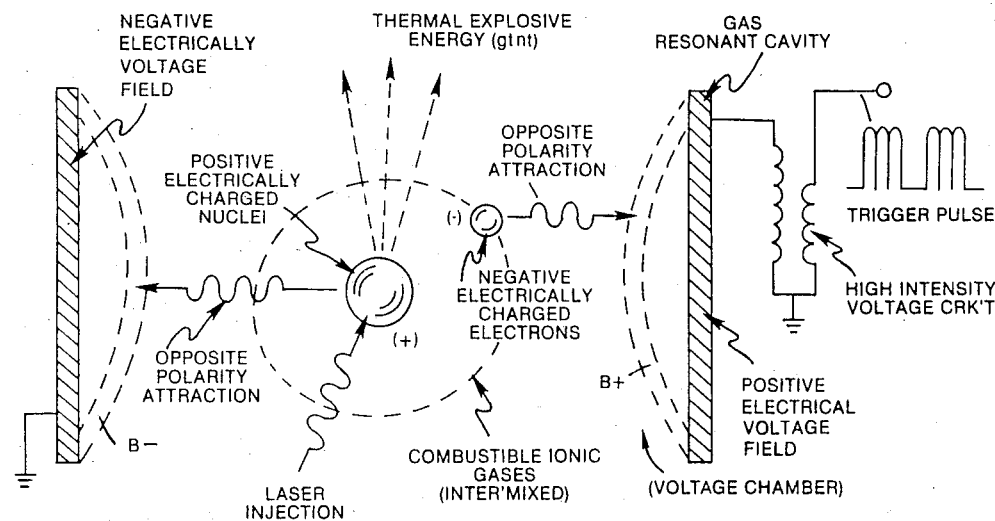 NEGATIVE
ELECTRICALLY
VOLTAGE
FIELD
THERMAL EXPLOSIVE
ENERGY (gtnt)
GAS
RESONANT CAVITY
POSITIVE
ELECTRICALLY
CHARGED
NUCLEI
OPPOSITE
POLARITY
ATTRACTION
(-)
TRIGGER PULSE
NEGATIVE
ELECTRICALLY
CHARGED
ELECTRONS
HIGH INTENSITY
VOLTAGE CRK'T
(+)
OPPOSITE
POLARITY
ATTRACTION
B+
POSITIVE
ELECTRICAL
VOLTAGE
FIELD
B-
COMBUSTIBLE IONIC
GASES
(INTER'MIXED)
(VOLTAGE CHAMBER)
LASER
INJECTION